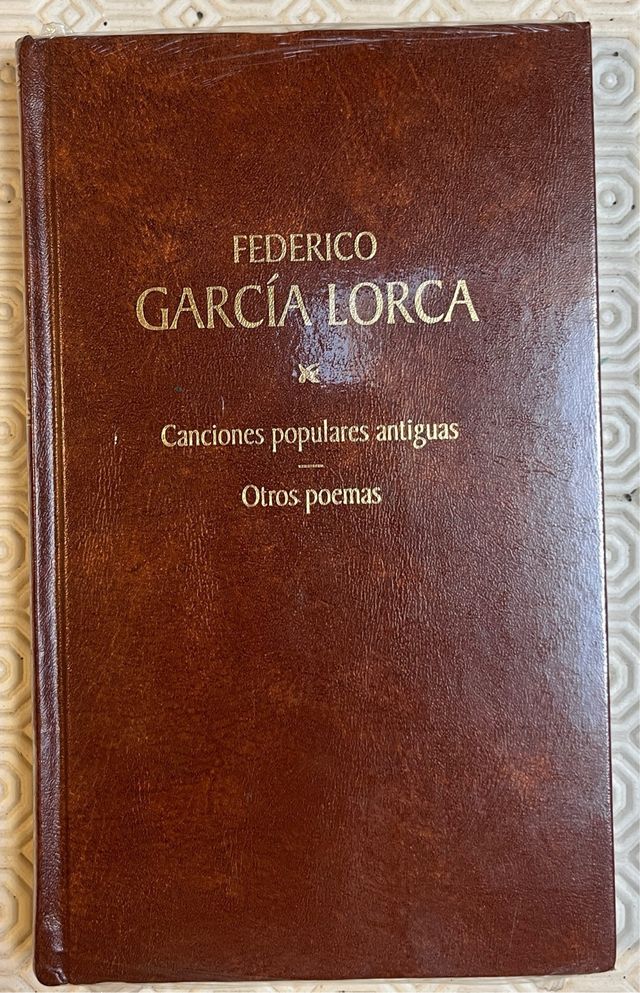 FEDERICO
GARCÍA LORCA
Canciones populares antiguas
Otros poemas